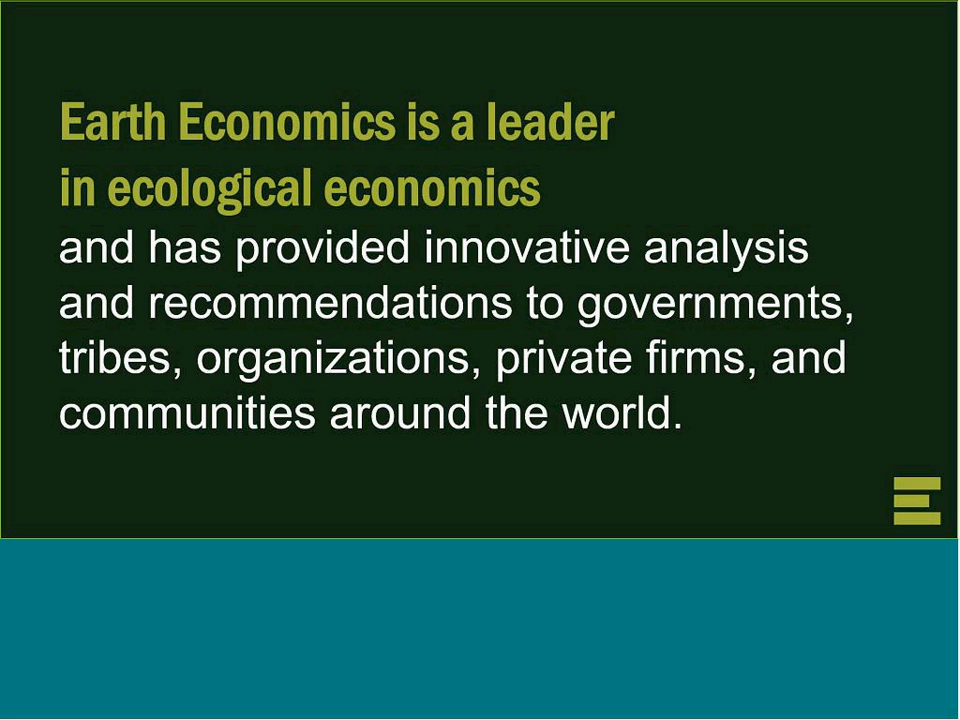 Earth Economics is a leader
in ecological economics
and has provided innovative analysis
and recommendations to governments,
tribes, organizations, private firms, and
communities around the world.
E